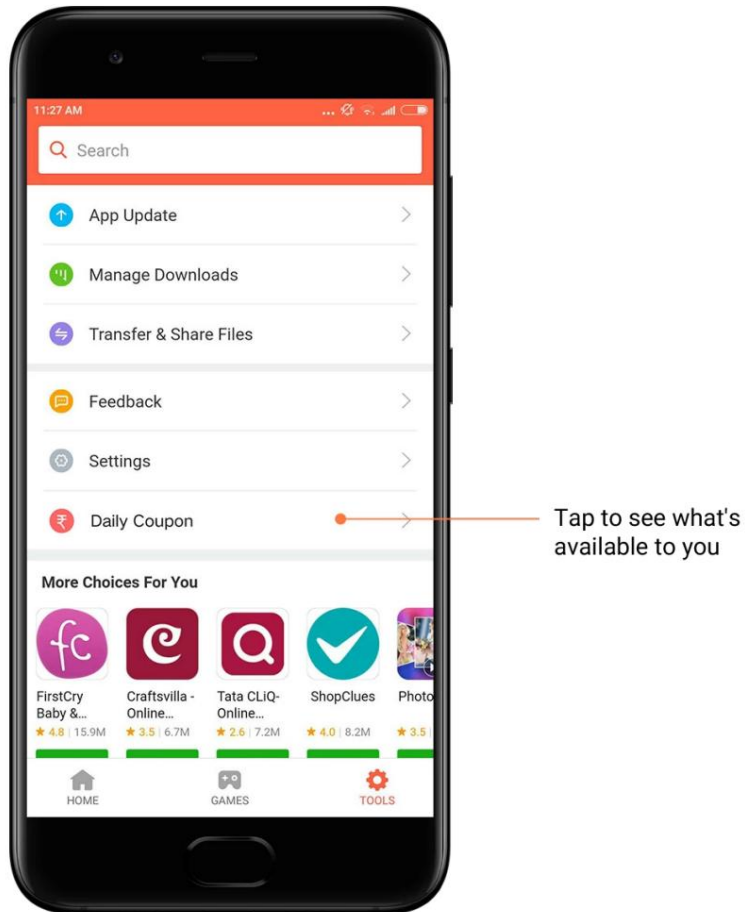 11:27 AM
Search
App Update
Manage Downloads
Transfer & Share Files
Feedback
Settings
₹ Daily Coupon
Tap to see what's
available to you
More Choices For You
fc
FirstCry
Baby &...
★ 4.8 | 15.9M
Craftsvilla -
Online...
★ 3.5 | 6.7M
Tata CLiQ-
Online...
★ 2.6 | 7.2M
ShopClues
★ 4.0 | 8.2M
Photo
★ 3.5 |
HOME
GAMES
TOOLS